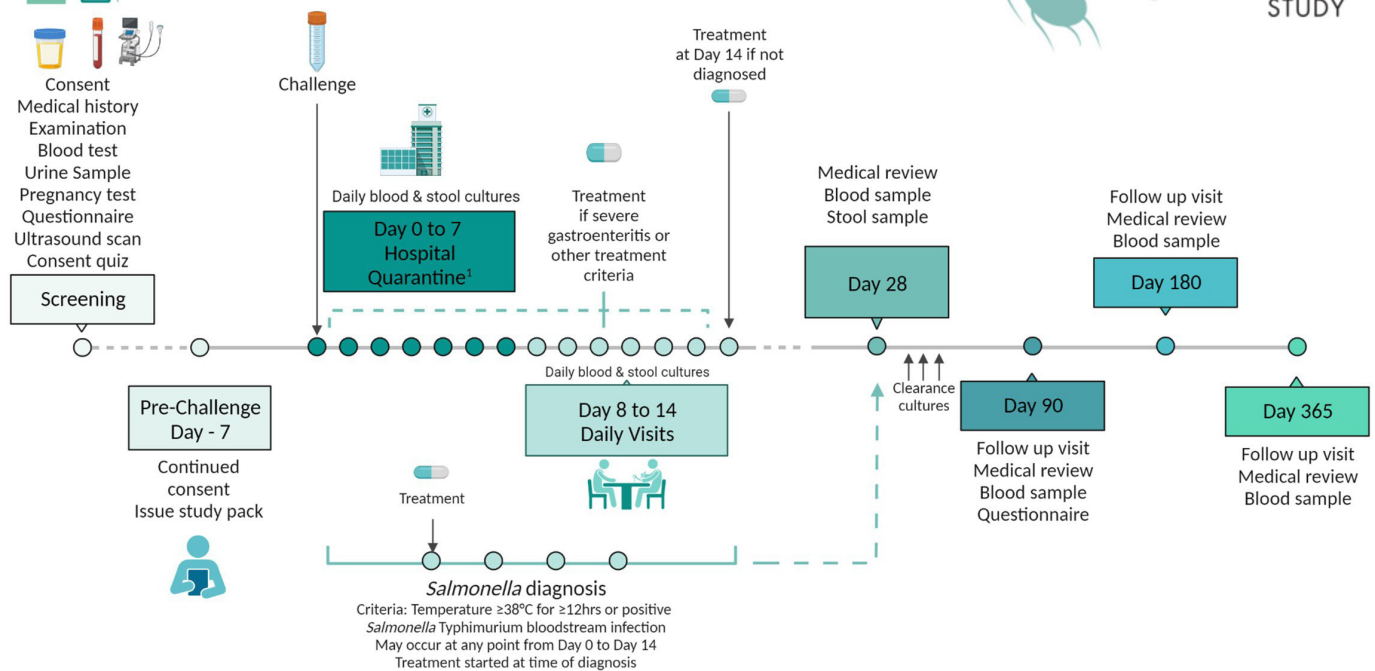 STUDY
Consent
Medical history
Examination
Blood test
Urine Sample
Pregnancy test
Questionnaire
Ultrasound scan
Consent quiz
Screening
Pre-Challenge
Day - 7
Continued
consent
Issue study pack
Challenge
Daily blood & stool cultures
Day 0 to 7
Hospital
Quarantine¹
Treatment
if severe
gastroenteritis or
other treatment
criteria
Treatment
at Day 14 if not
diagnosed
Daily blood & stool cultures
Day 8 to 14
Daily Visits
Treatment
Salmonella diagnosis
Criteria: Temperature ≥38°C for ≥12hrs or positive
Salmonella Typhimurium bloodstream infection
May occur at any point from Day 0 to Day 14
Treatment started at time of diagnosis
Medical review
Blood sample
Stool sample
Day 28
Clearance
cultures
Day 90
Follow up visit
Medical review
Blood sample
Questionnaire
Follow up visit
Medical review
Blood sample
Day 180
Day 365
Follow up visit
Medical review
Blood sample